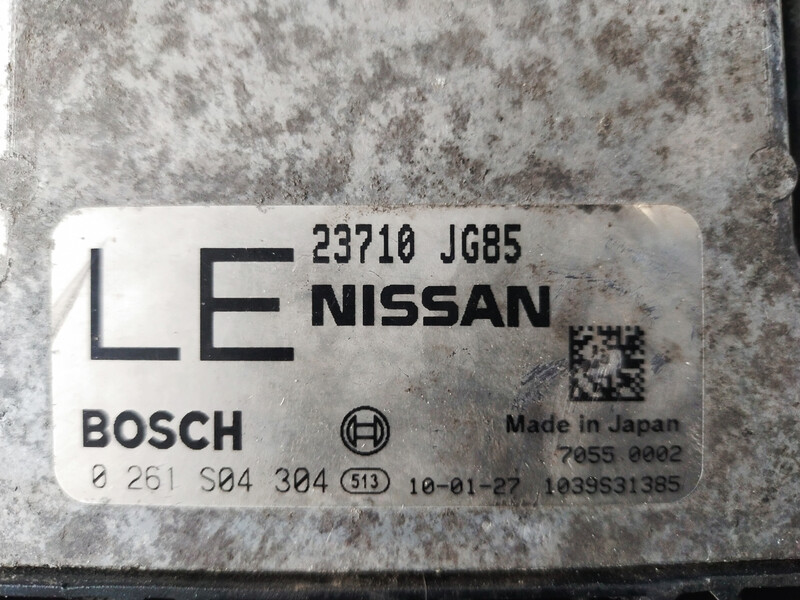 LE
23710 JG85
NISSAN
BOSCH
Made in Japan
7055 0002
0 261 S04 304 513 10-01-27 1039S31385